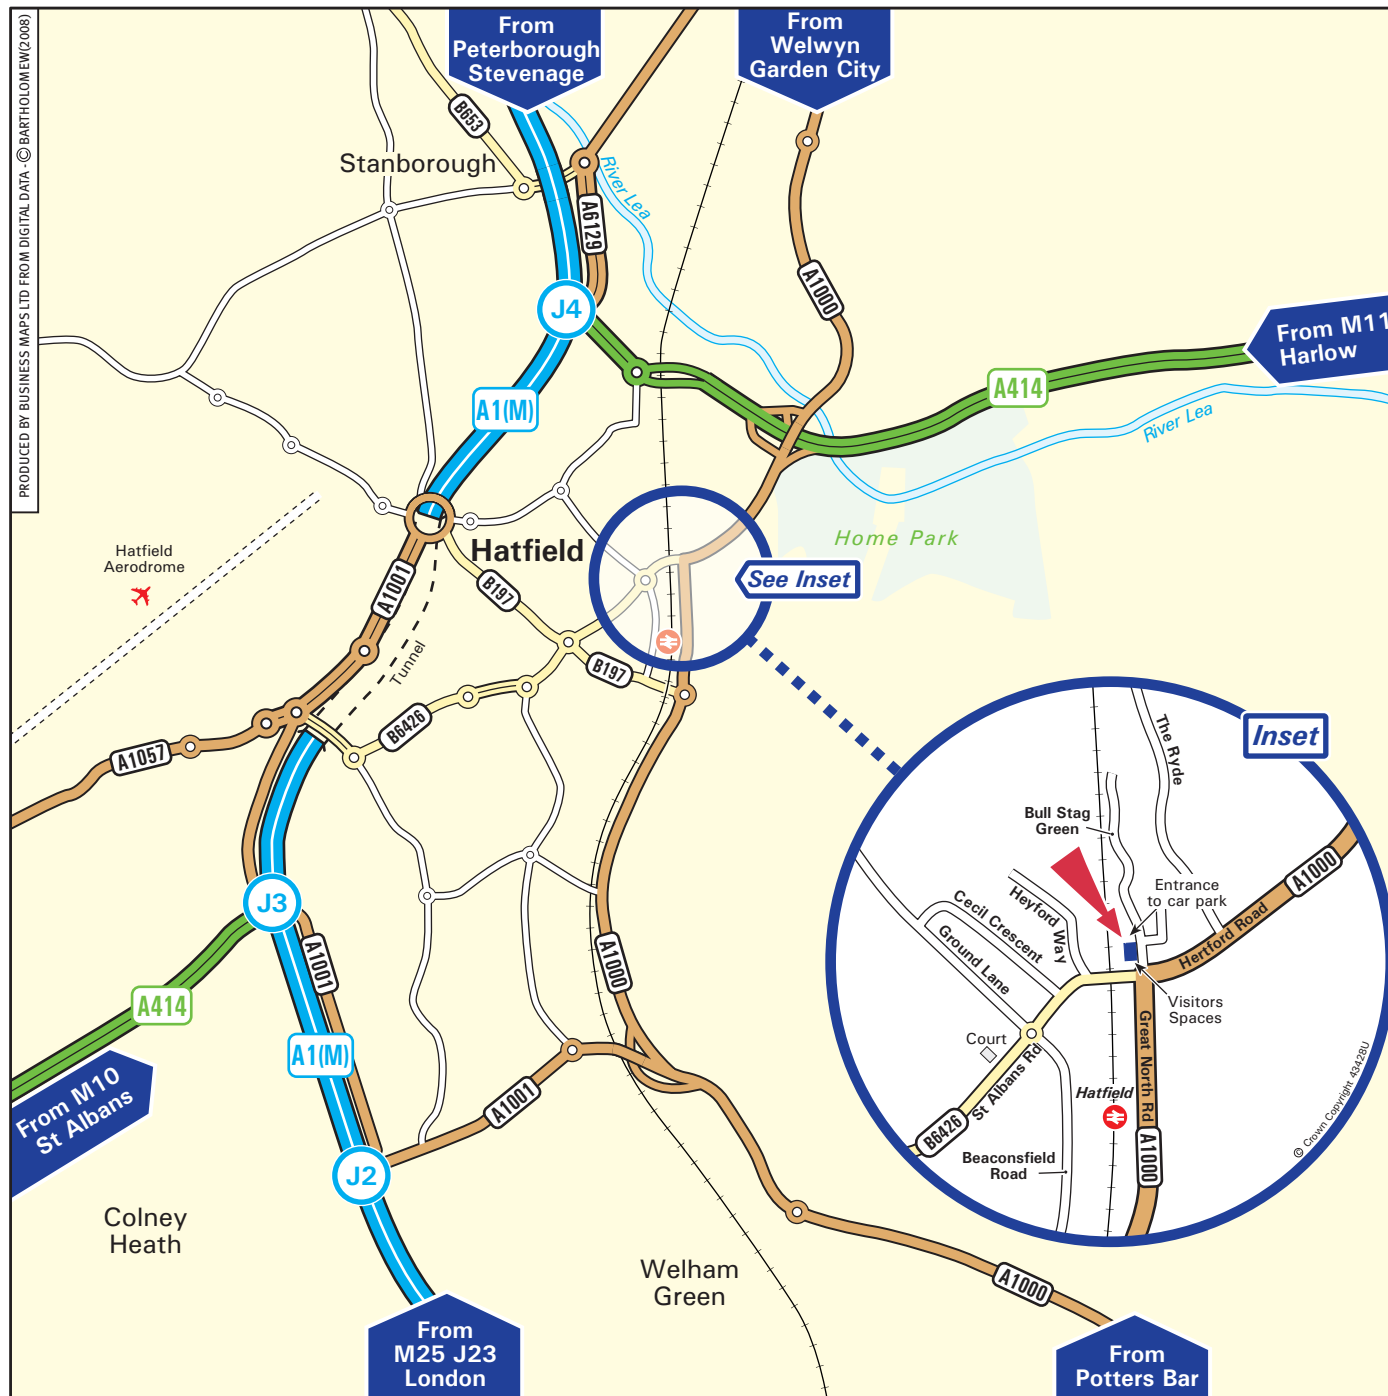 PRODUCED BY BUSINESS MAPS LTD FROM DIGITAL DATA - © BARTHOLOMEW(2008)
From
Peterborough
Stevenage
From
Welwyn
Garden City
B653
Stanborough
River Lea
A6129
A1000
J4
From M11
Harlow
A414
A1(M)
River Lea
Home Park
Hatfield
Aerodrome
Hatfield
See Inset
A1001
B197
Tunnel
B197
B6426
A1057
Inset
The Ryde
Bull Stag
Green
A1000
Entrance
to car park
Heyford Way
Cecil Crescent
Ground Lane
Hertford Road
Visitors
Spaces
Court
Great North Rd
St Albans Rd
Hatfield
B6426
A1000
Beaconsfield
Road
© Crown Copyright 43428U
J3
A1001
A1000
A414
A1(M)
From M10
St Albans
A1001
J2
Colney
Heath
Welham
Green
A1000
From
M25 J23
London
From
Potters Bar